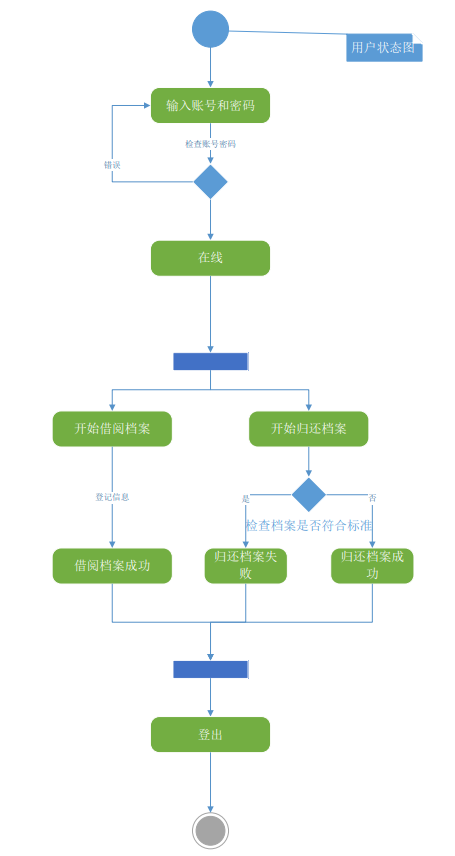 用户状态图
输入账号和密码
检查账号密码
错误
在线
开始借阅档案
开始归还档案
登记信息
是
否
检查档案是否符合标准
借阅档案成功
归还档案失
败
归还档案成
功
登出